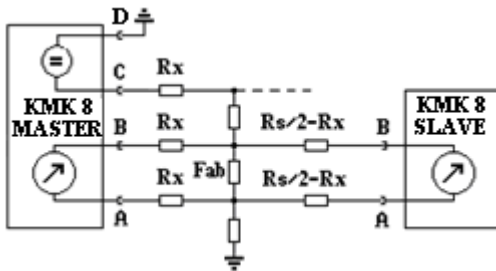 D
=
C
Rx
KMK 8
MASTER
KMK 8
SLAVE
B
Rx
Rs/2-Rx
B
Fab
Rx
Rs/2-Rx
A
A